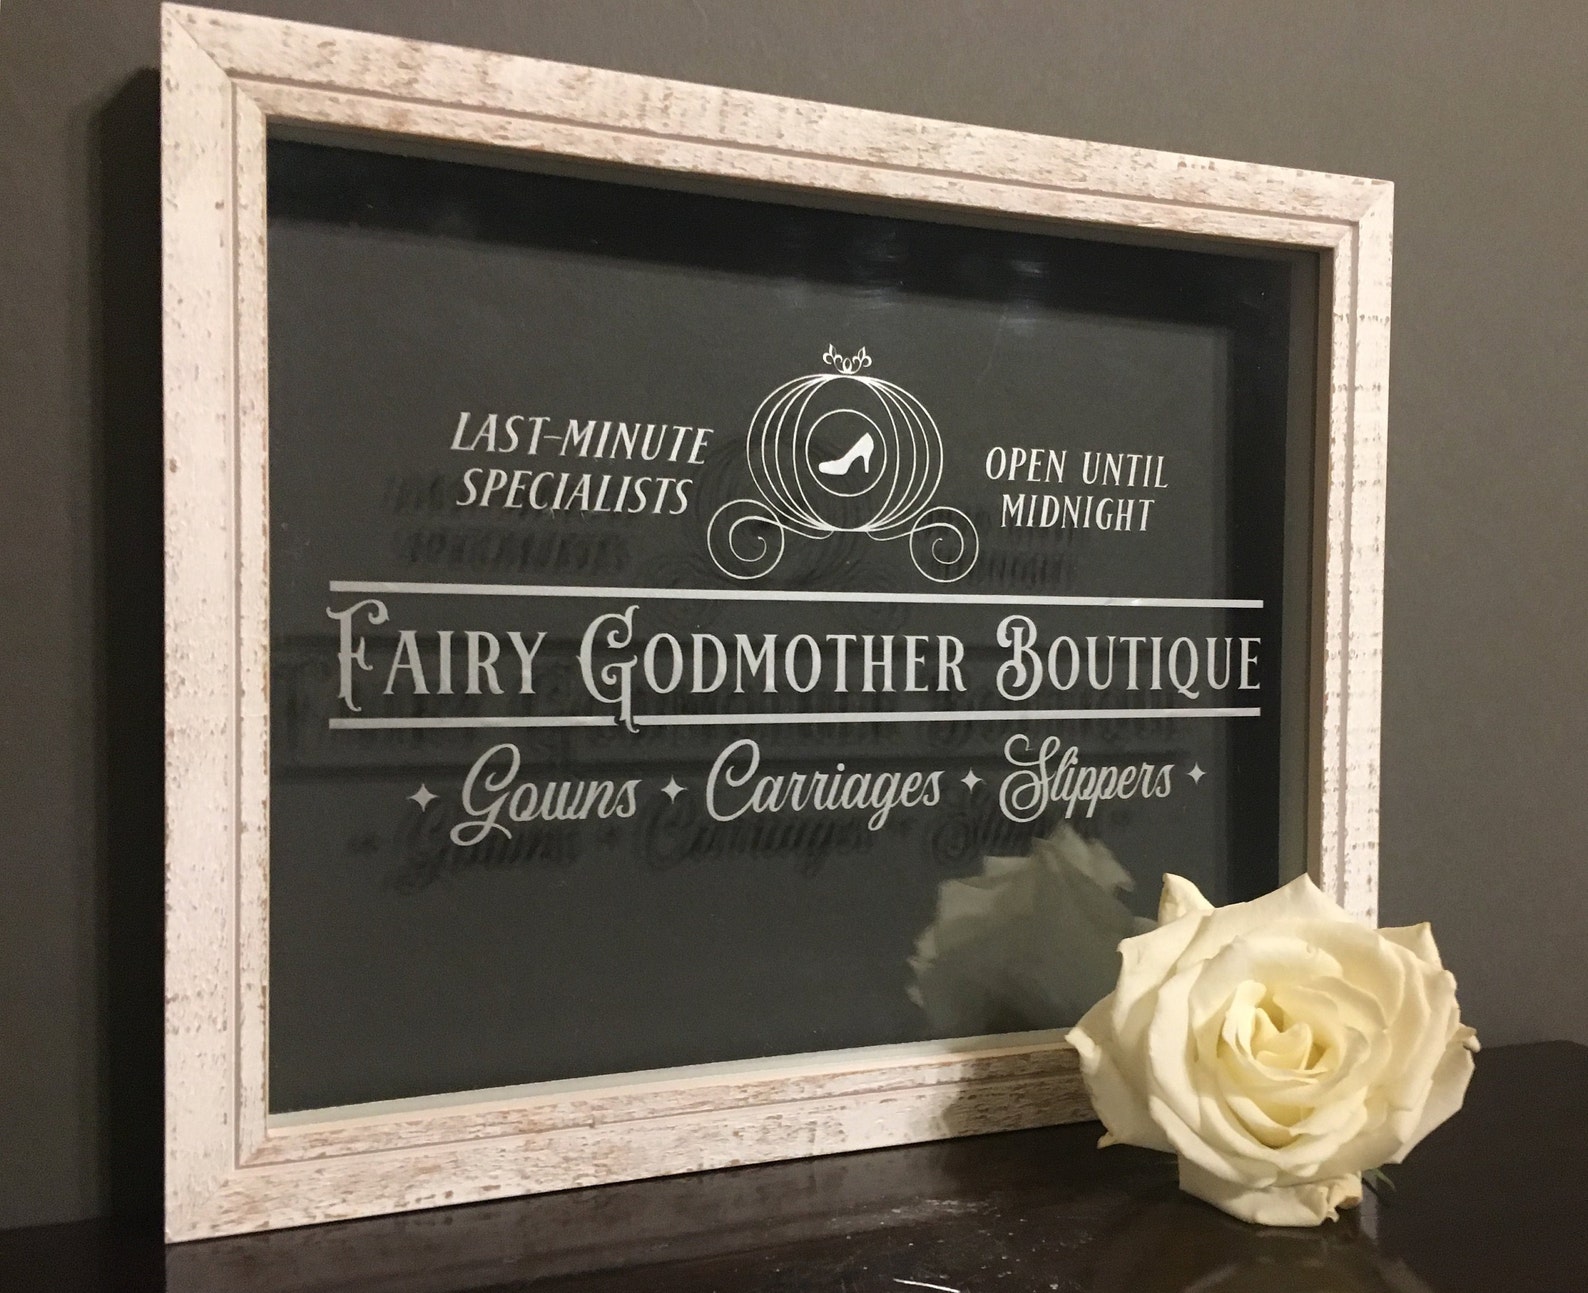 LAST-MINUTE
SPECIALISTS
OPEN UNTIL
MIDNIGHT
FAIRY GODMOTHER BOUTIQUE
Gowns Carriages Slippers